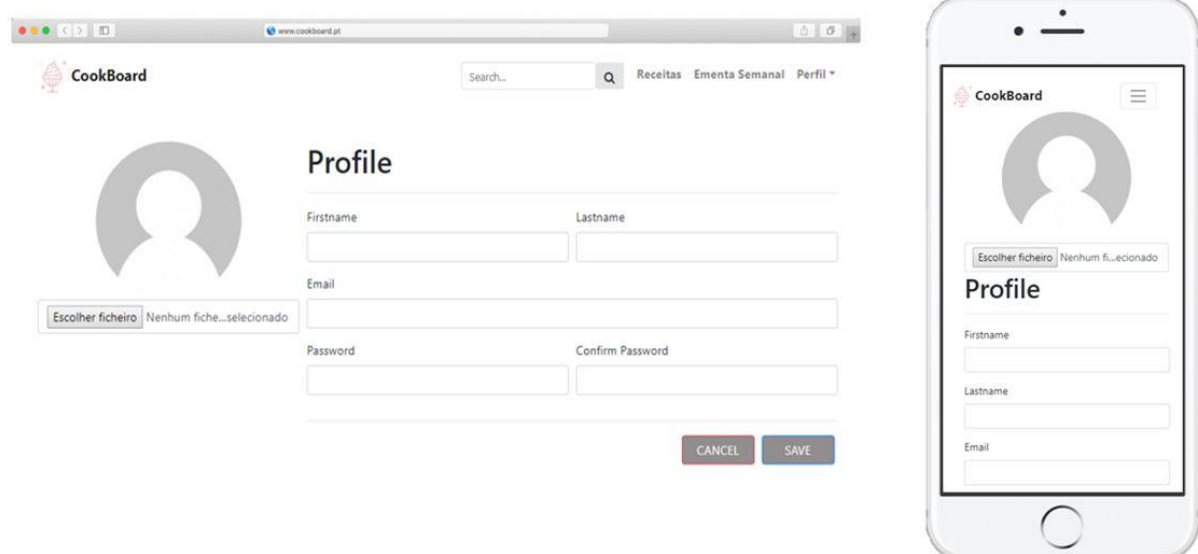 www.cookboard.pt
CookBoard
Search...
Receitas Ementa Semanal Perfil
Profile
Firstname Lastname
Email
Escolher ficheiro Nenhum fiche...selecionado
Password Confirm Password
CANCEL SAVE
CookBoard
Escolher ficheiro Nenhum fi...ecionado
Profile
Firstname
Lastname
Email